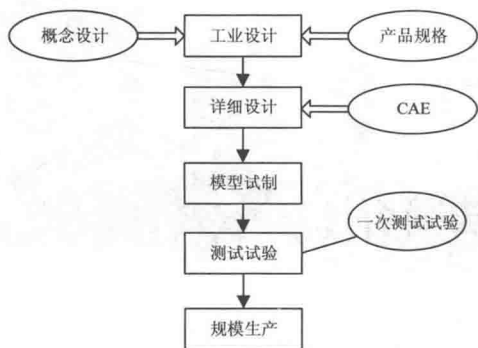 概念设计
工业设计
产品规格
详细设计
CAE
模型试制
一次测试试验
测试试验
规模生产